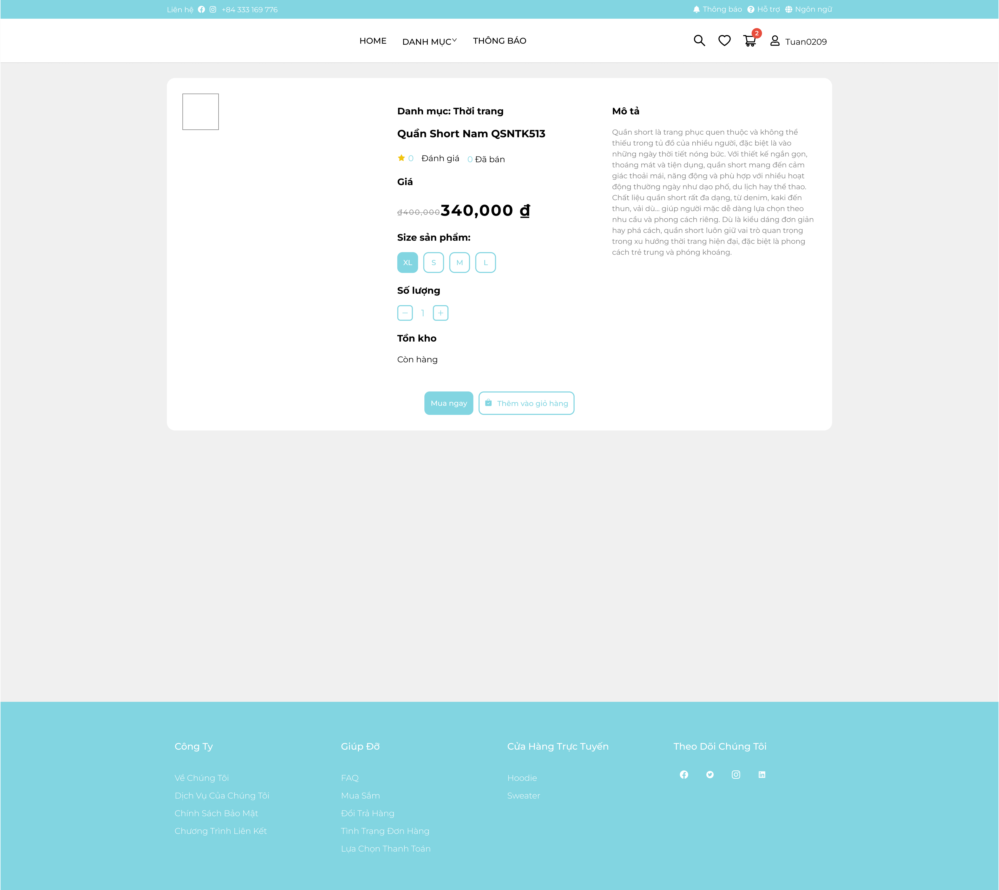 Liên hệ +84 333 169 776
Thông báo Hỗ trợ Ngôn ngữ
HOME DANH MỤC THÔNG BÁO
2
Tuan0209
Danh mục: Thời trang
Quần Short Nam QSNTK513
0 Đánh giá 0 Đã bán
Giá
₫400,000 340,000 ₫
Size sản phẩm:
XL S M L
Số lượng
− 1 +
Tồn kho
Còn hàng
Mô tả
Quần short là trang phục quen thuộc và không thể
thiếu trong tủ đồ của nhiều người, đặc biệt là vào
những ngày thời tiết nóng bức. Với thiết kế ngắn gọn,
thoáng mát và tiện dụng, quần short mang đến cảm
giác thoải mái, năng động và phù hợp với nhiều hoạt
động thường ngày như dạo phố, du lịch hay thể thao.
Chất liệu quần short rất đa dạng, từ denim, kaki đến
thun, vải dù... giúp người mặc dễ dàng lựa chọn theo
nhu cầu và phong cách riêng. Dù là kiểu dáng đơn giản
hay phá cách, quần short luôn giữ vai trò quan trọng
trong xu hướng thời trang hiện đại, đặc biệt là phong
cách trẻ trung và phóng khoáng.
Mua ngay Thêm vào giỏ hàng
Công Ty
Về Chúng Tôi
Dịch Vụ Của Chúng Tôi
Chính Sách Bảo Mật
Chương Trình Liên Kết
Giúp Đỡ
FAQ
Mua Sắm
Đổi Trả Hàng
Tình Trạng Đơn Hàng
Lựa Chọn Thanh Toán
Cửa Hàng Trực Tuyến
Hoodie
Sweater
Theo Dõi Chúng Tôi